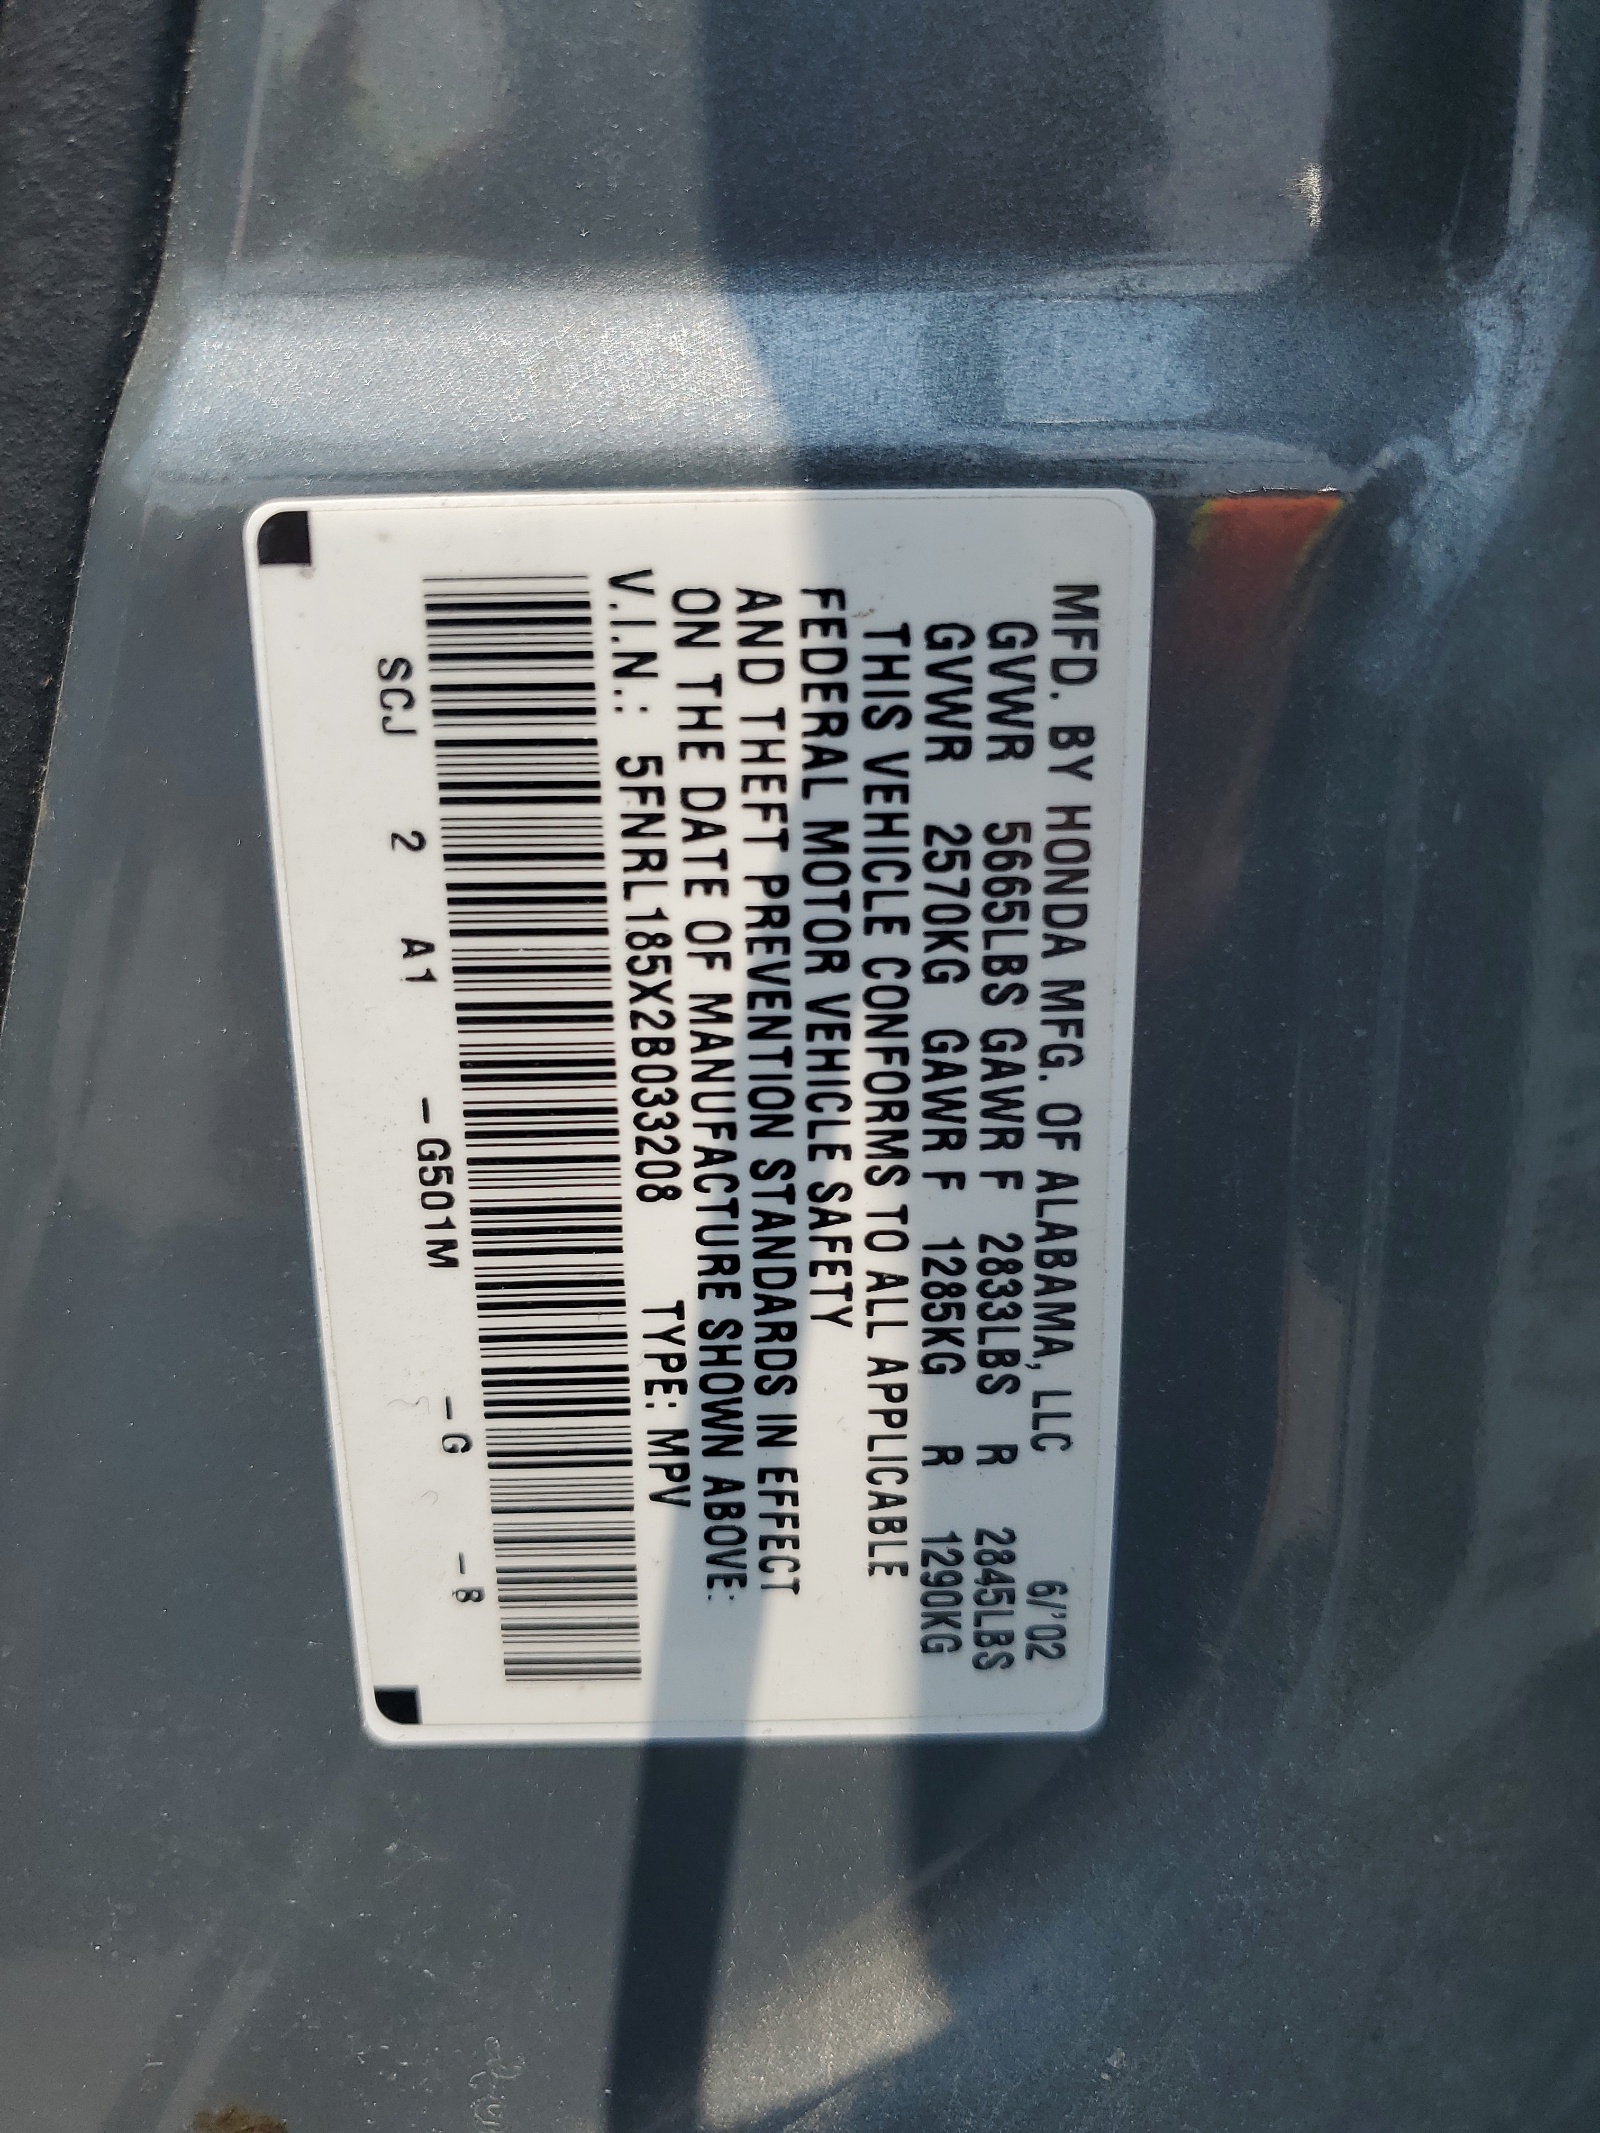 MFD. BY HONDA MFG. OF ALABAMA, LLC 6/'02
GVWR 5665LBS GAWR F 2833LBS R 2845LBS
GVWR 2570KG GAWR F 1285KG R 1290KG
THIS VEHICLE CONFORMS TO ALL APPLICABLE
FEDERAL MOTOR VEHICLE SAFETY
AND THEFT PREVENTION STANDARDS IN EFFECT
ON THE DATE OF MANUFACTURE SHOWN ABOVE:
V.I.N.: 5FNRL185X2B033208 TYPE: MPV
SCJ 2 A1 -G501M -G -B